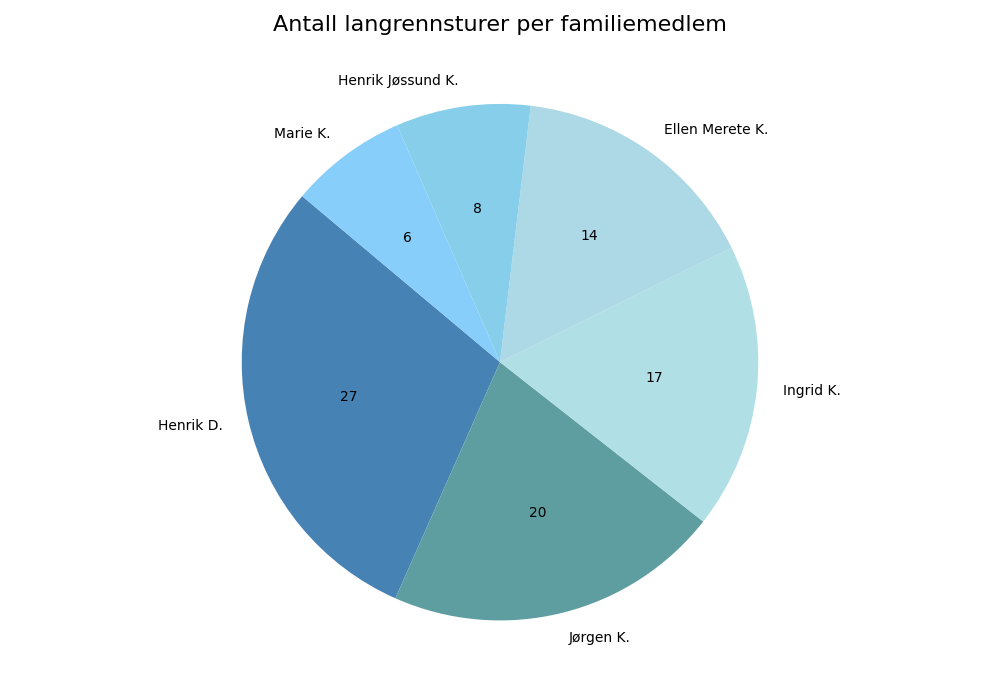 Antall langrennsturer per familiemedlem
Henrik Jøssund K.
Ellen Merete K.
Marie K.
8
14
6
17
Ingrid K.
27
Henrik D.
20
Jørgen K.